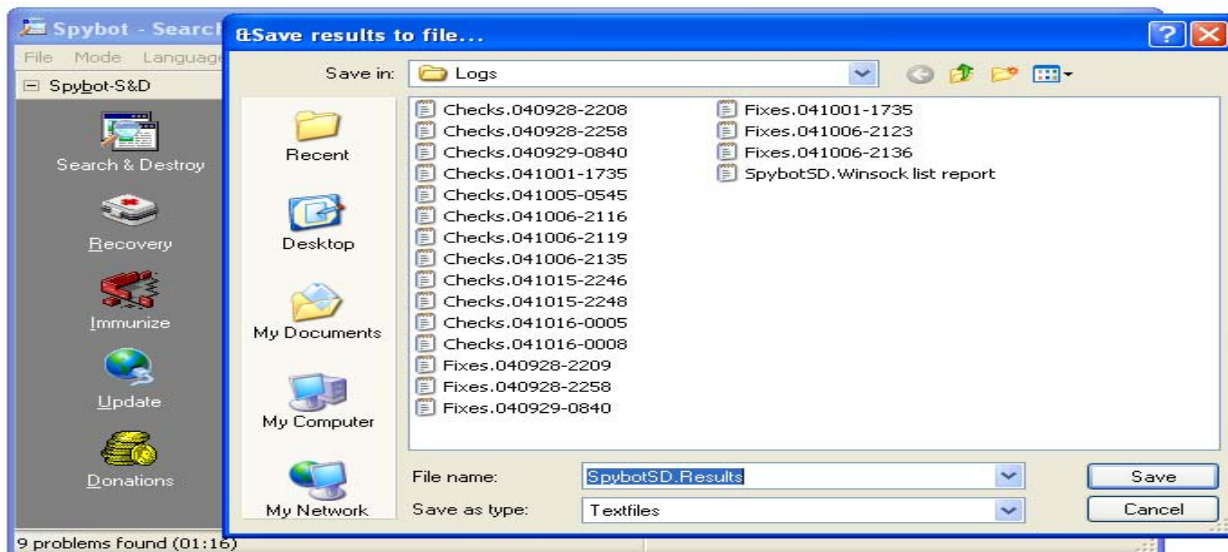 Spybot - Search
File Mode Language
Spybot-S&D
Search & Destroy
Recovery
Immunize
Update
Donations
9 problems found (01:16)
&Save results to file...
Save in:
Logs
Recent
Desktop
My Documents
My Computer
My Network
Checks.040928-2208
Checks.040928-2258
Checks.040929-0840
Checks.041001-1735
Checks.041005-0545
Checks.041006-2116
Checks.041006-2119
Checks.041006-2135
Checks.041015-2246
Checks.041015-2248
Checks.041016-0005
Checks.041016-0008
Fixes.040928-2209
Fixes.040928-2258
Fixes.040929-0840
Fixes.041001-1735
Fixes.041006-2123
Fixes.041006-2136
SpybotSD.Winsock list report
File name:
SpybotSD.Results
Save
Save as type:
Textfiles
Cancel